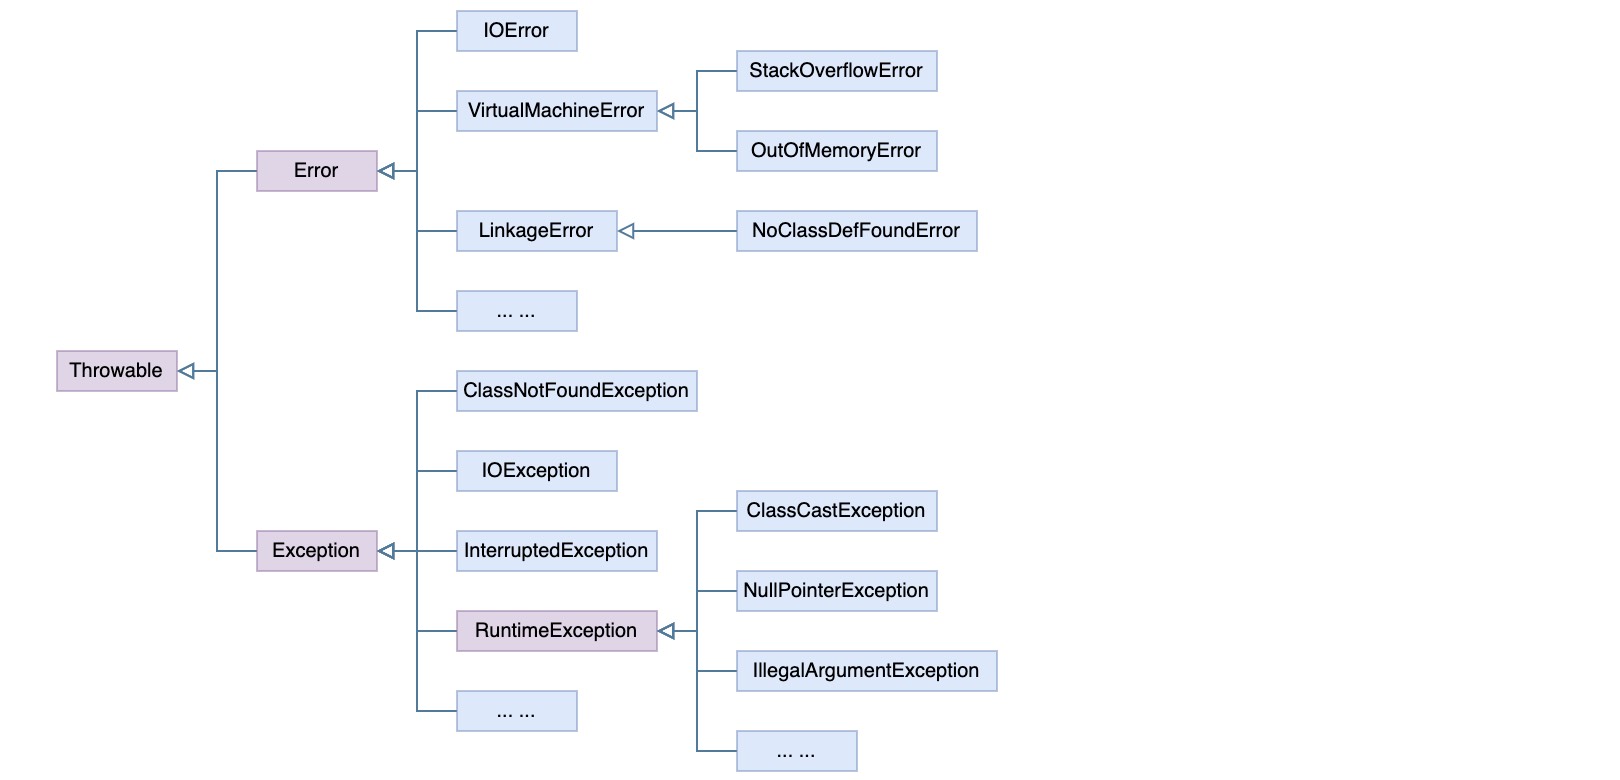 IOError
StackOverflowError
VirtualMachineError
OutOfMemoryError
Error
LinkageError
NoClassDefFoundError
... ...
Throwable
ClassNotFoundException
IOException
ClassCastException
Exception
InterruptedException
NullPointerException
RuntimeException
IllegalArgumentException
... ...
... ...